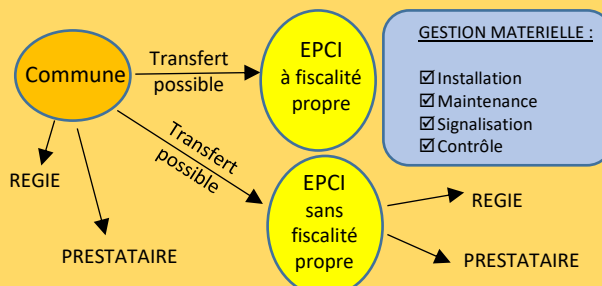 Commune
Transfert
possible
EPCI
à fiscalité
propre
GESTION MATERIELLE :
☑ Installation
☑ Maintenance
☑ Signalisation
☑ Contrôle
Transfert
possible
REGIE
PRESTATAIRE
EPCI
sans
fiscalité
propre
REGIE
PRESTATAIRE